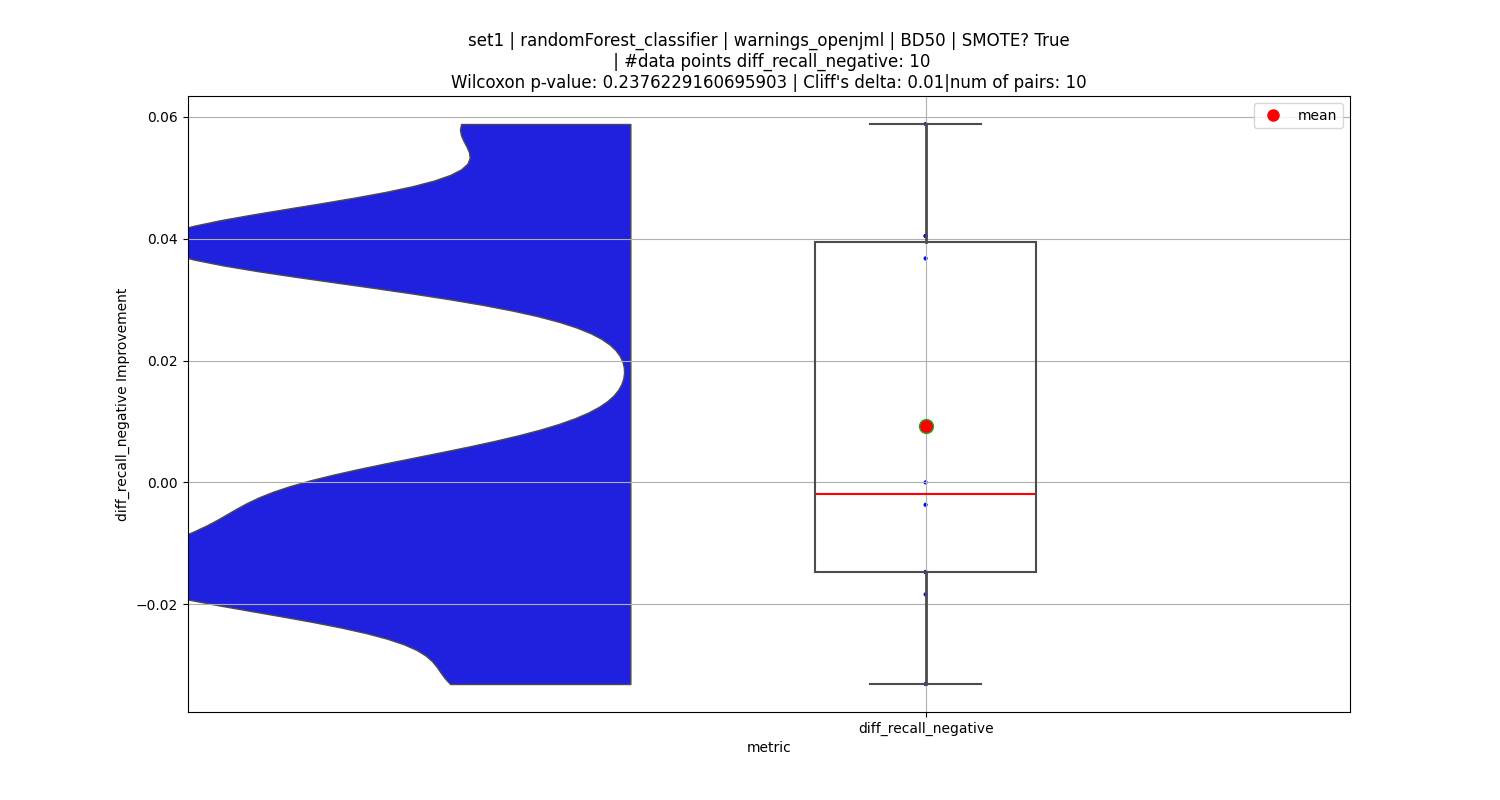 set1 | randomForest_classifier | warnings_openjml | BD50 | SMOTE? True
| #data points diff_recall_negative: 10
Wilcoxon p-value: 0.2376229160695903 | Cliff's delta: 0.01|num of pairs: 10
mean
0.06
0.04
0.02
0.00
−0.02
diff_recall_negative Improvement
diff_recall_negative
metric